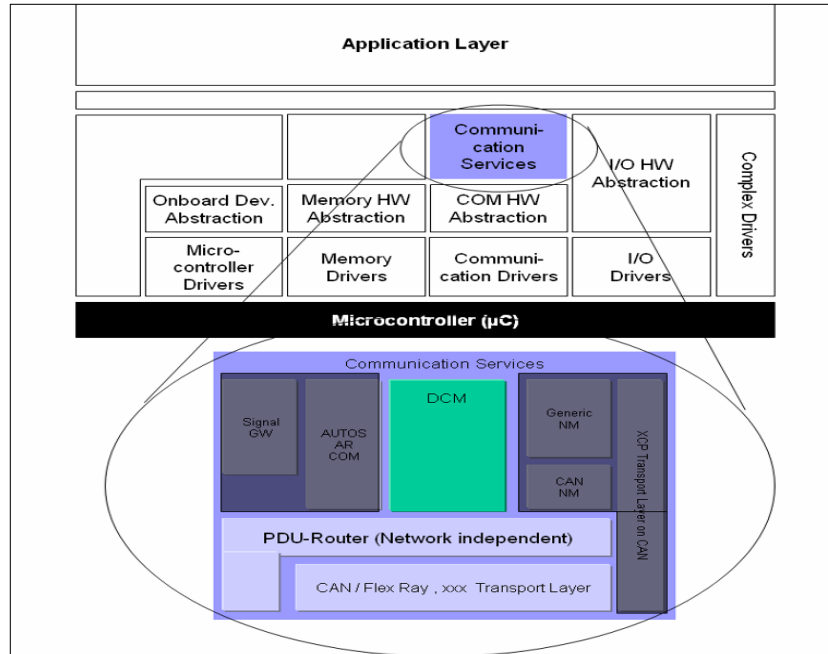 Application Layer
Communi-
cation
Services
I/O HW
Abstraction
Complex Drivers
Onboard Dev.
Abstraction
Memory HW
Abstraction
COM HW
Abstraction
Micro-
controller
Drivers
Memory
Drivers
Communi-
cation Drivers
I/O
Drivers
Microcontroller (µC)
Communication Services
Signal
GW
AUTOS
AR
COM
DCM
Generic
NM
CAN
NM
XCP Transport Layer on CAN
PDU-Router (Network independent)
CAN / Flex Ray , xxx Transport Layer